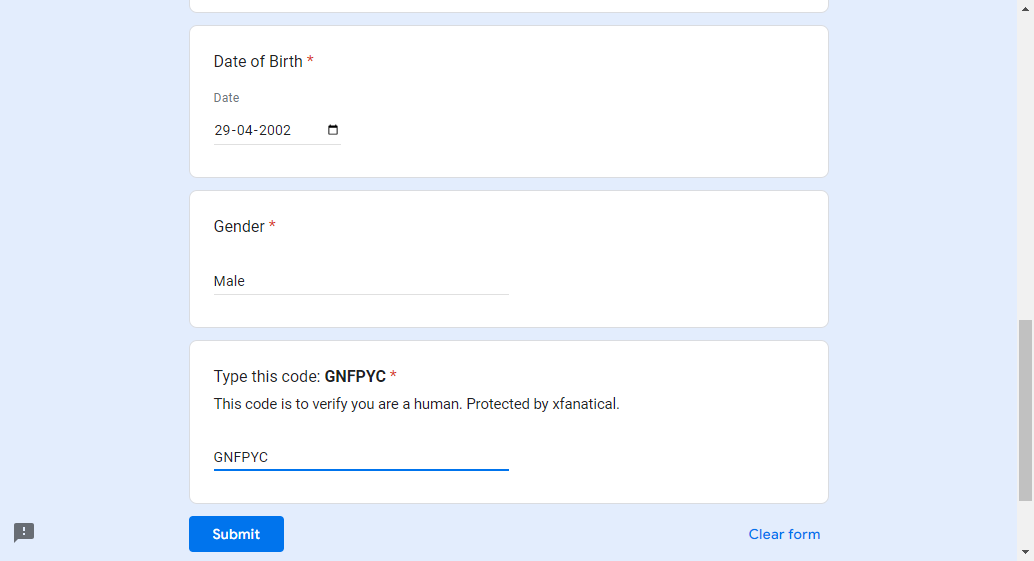 Date of Birth *
Date
29-04-2002
Gender *
Male
Type this code: GNFPYC *
This code is to verify you are a human. Protected by xfanatical.
GNFPYC
Submit
Clear form